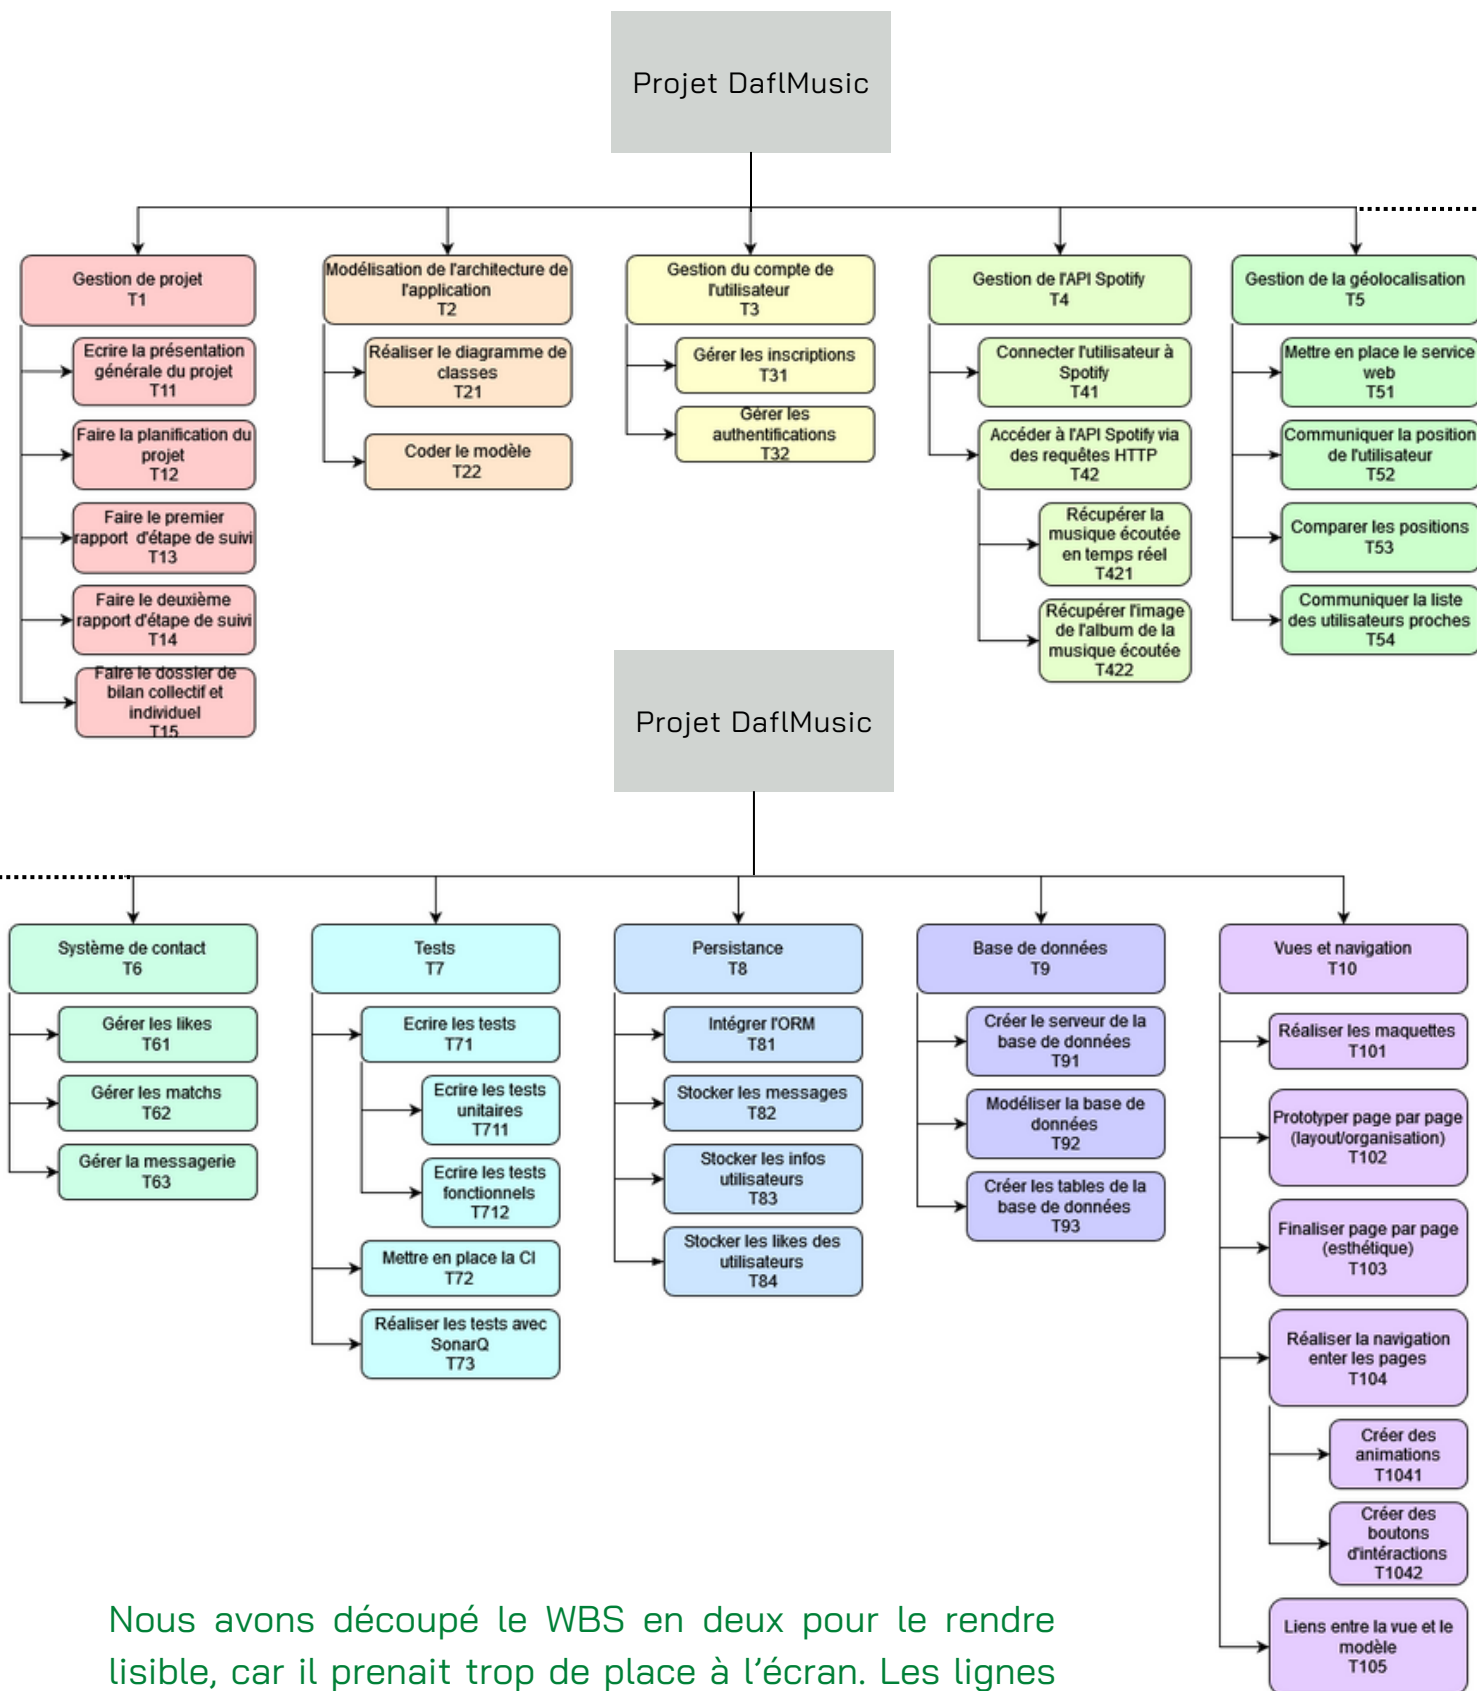 Projet DaflMusic
Gestion de projet
T1
Ecrire la présentation
générale du projet
T11
Faire la planification du
projet
T12
Faire le premier
rapport d'étape de suivi
T13
Faire le deuxième
rapport d'étape de suivi
T14
Faire le dossier de
bilan collectif et
individuel
T15
Modélisation de l'architecture de
l'application
T2
Réaliser le diagramme de
classes
T21
Coder le modèle
T22
Gestion du compte de
l'utilisateur
T3
Gérer les inscriptions
T31
Gérer les
authentifications
T32
Gestion de l'API Spotify
T4
Connecter l'utilisateur à
Spotify
T41
Accéder à l'API Spotify via
des requêtes HTTP
T42
Récupérer la
musique écoutée
en temps réel
T421
Récupérer l'image
de l'album de la
musique écoutée
T422
Gestion de la géolocalisation
T5
Mettre en place le service
web
T51
Communiquer la position
de l'utilisateur
T52
Comparer les positions
T53
Communiquer la liste
des utilisateurs proches
T54
Projet DaflMusic
Système de contact
T6
Gérer les likes
T61
Gérer les matchs
T62
Gérer la messagerie
T63
Tests
T7
Ecrire les tests
T71
Ecrire les tests
unitaires
T711
Ecrire les tests
fonctionnels
T712
Mettre en place la CI
T72
Réaliser les tests avec
SonarQ
T73
Persistance
T8
Intégrer l'ORM
T81
Stocker les messages
T82
Stocker les infos
utilisateurs
T83
Stocker les likes des
utilisateurs
T84
Base de données
T9
Créer le serveur de la
base de données
T91
Modéliser la base de
données
T92
Créer les tables de la
base de données
T93
Vues et navigation
T10
Réaliser les maquettes
T101
Prototyper page par page
(layout/organisation)
T102
Finaliser page par page
(esthétique)
T103
Réaliser la navigation
enter les pages
T104
Créer des
animations
T1041
Créer des
boutons
d'intéractions
T1042
Liens entre la vue et le
modèle
T105
Nous avons découpé le WBS en deux pour le rendre
lisible, car il prenait trop de place à l'écran. Les lignes